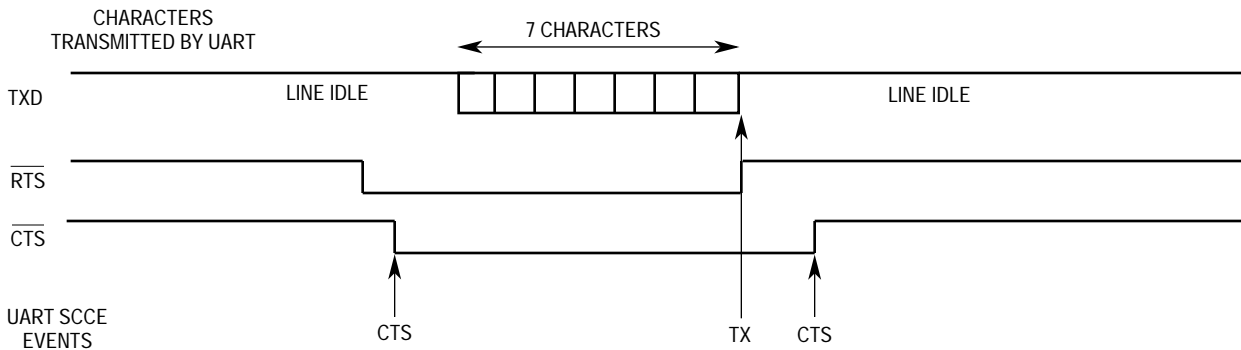 CHARACTERS
TRANSMITTED BY UART
7 CHARACTERS
TXD
LINE IDLE
LINE IDLE
RTS
CTS
UART SCCE
EVENTS
CTS
TX
CTS